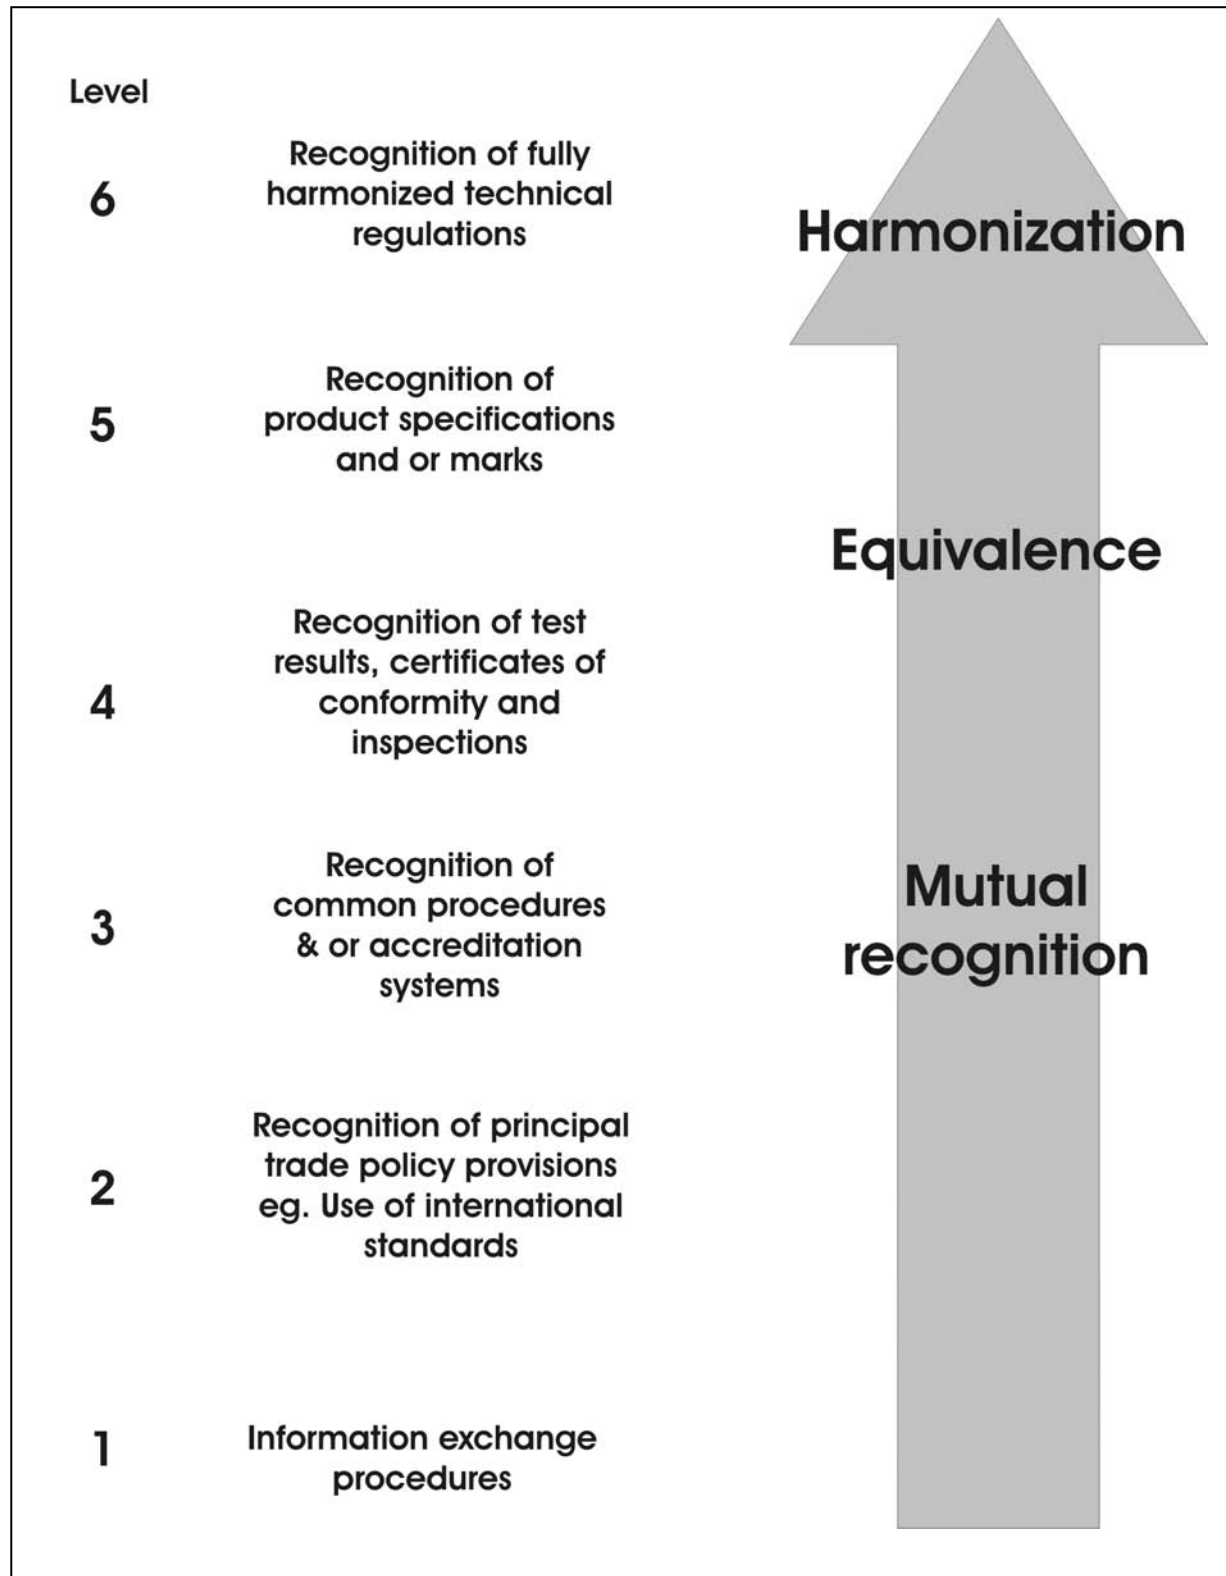 Level
6
Recognition of fully
harmonized technical
regulations
Harmonization
5
Recognition of
product specifications
and or marks
Equivalence
4
Recognition of test
results, certificates of
conformity and
inspections
3
Recognition of
common procedures
& or accreditation
systems
Mutual
recognition
2
Recognition of principal
trade policy provisions
eg. Use of international
standards
1
Information exchange
procedures